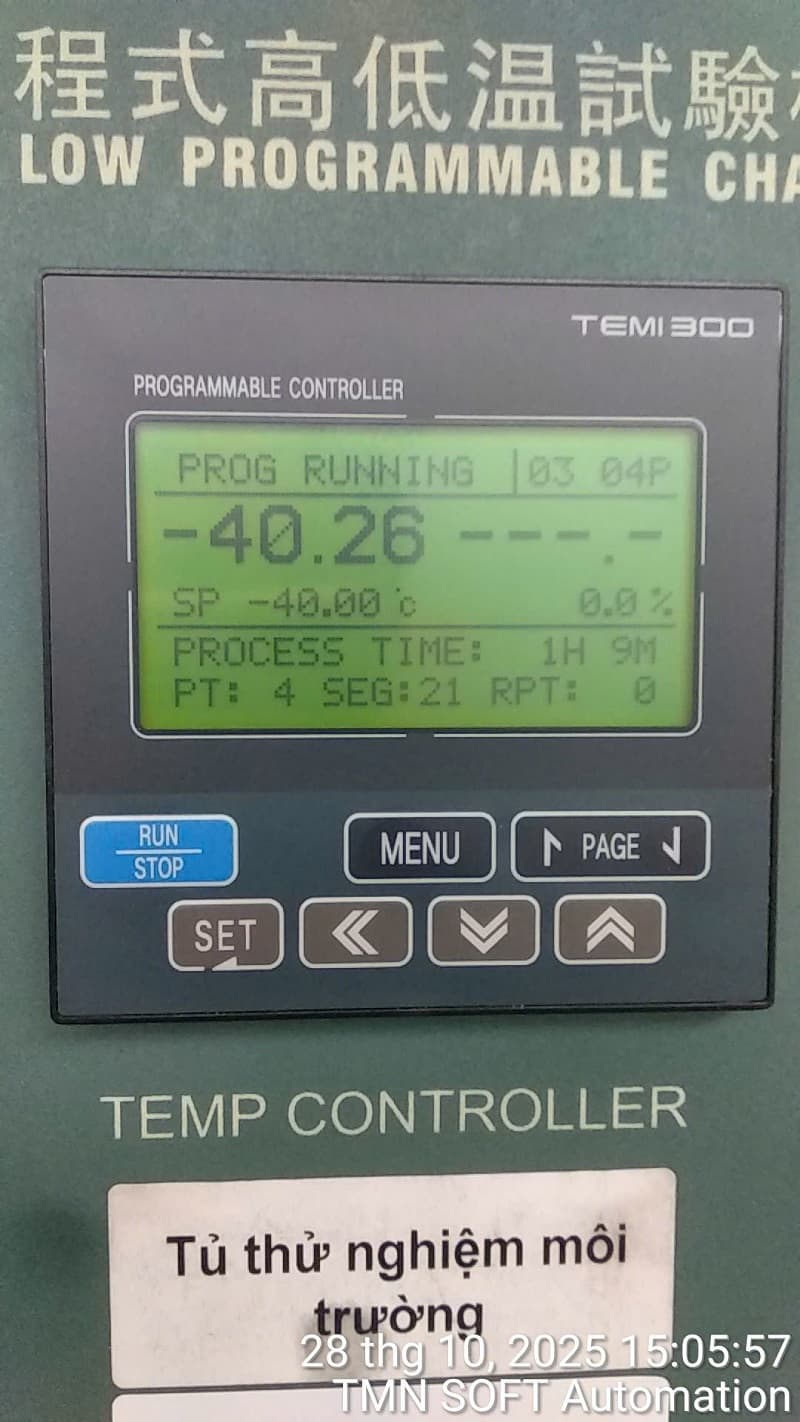 程式高低温試驗
LOW PROGRAMMABLE CHA
TEMI300
PROGRAMMABLE CONTROLLER
PROG RUNNING |03 04P
-40.26 ---.-
SP -40.00 ℃ 0.0 %
PROCESS TIME: 1H 9M
PT: 4 SEG:21 RPT: 0
RUN
STOP
MENU
PAGE
SET
TEMP CONTROLLER
Tủ thử nghiệm môi
trường
28 thg 10, 2025 15:05:57
TMN SOFT Automation